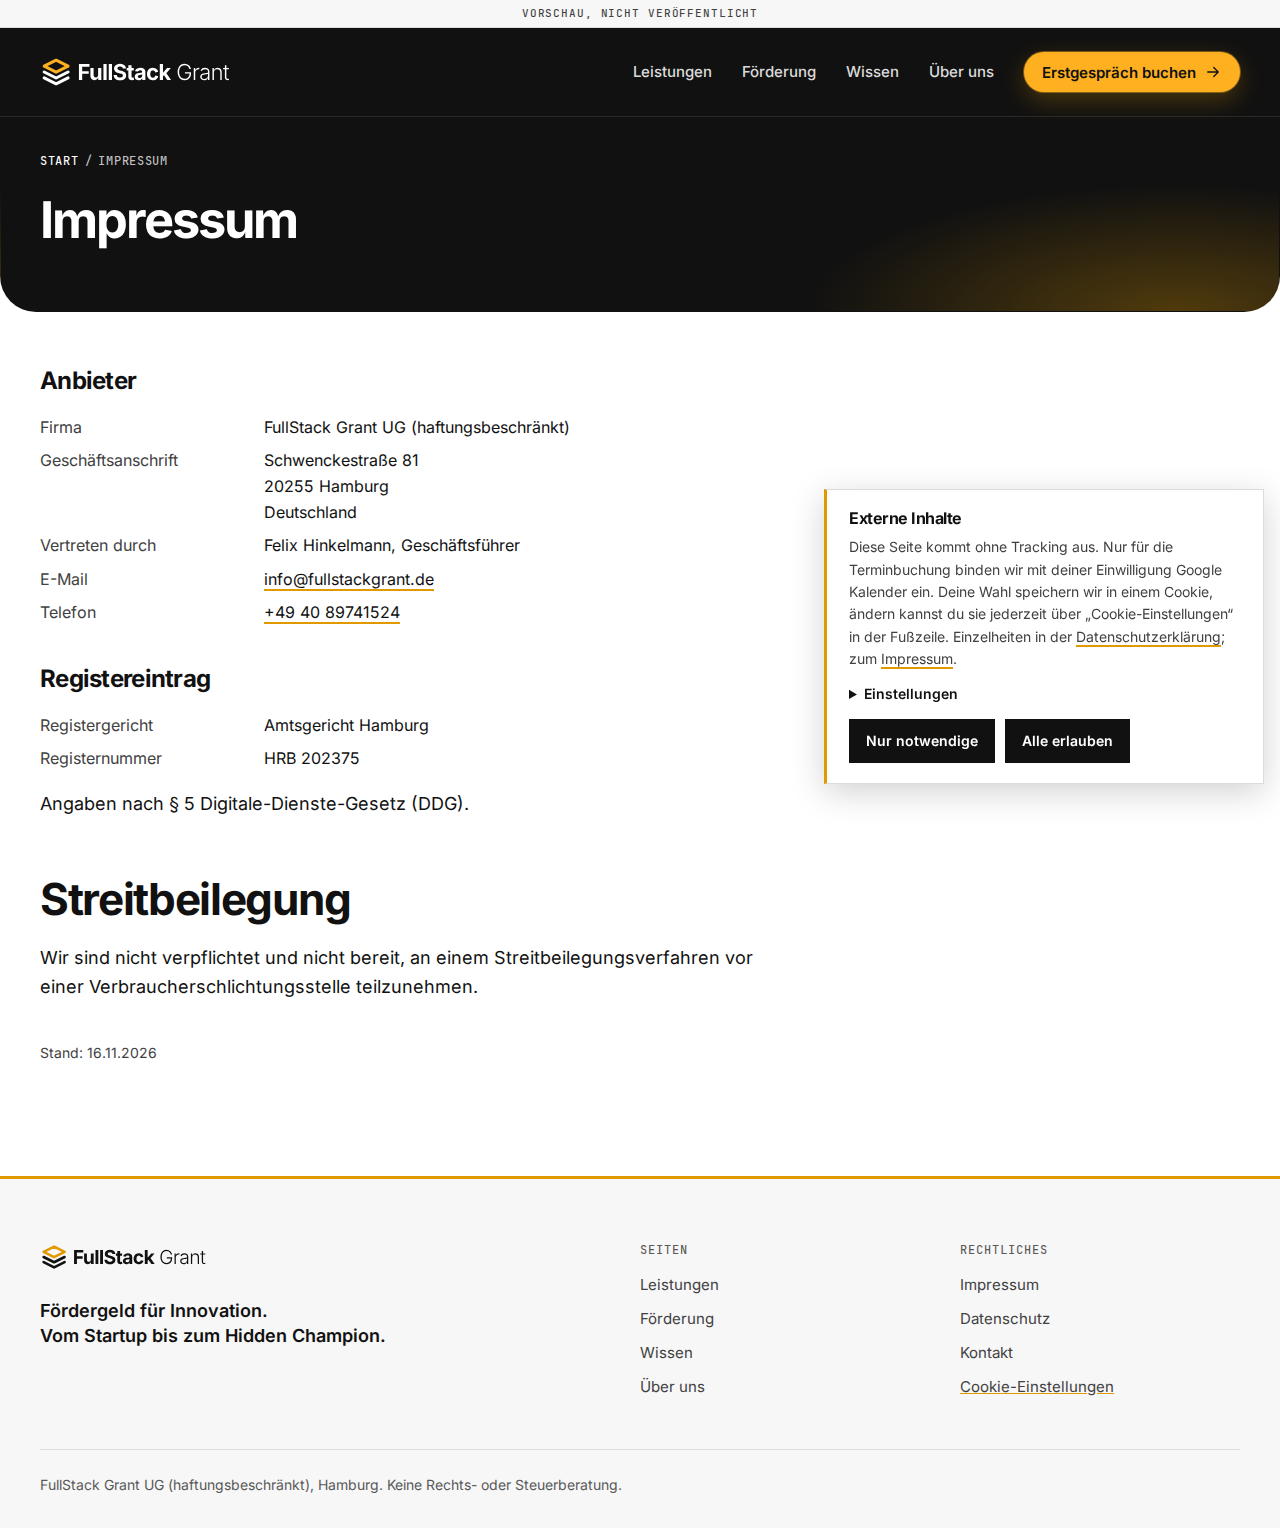 VORSCHAU, NICHT VERÖFFENTLICHT
FullStack Grant
Leistungen
Förderung
Wissen
Über uns
Erstgespräch buchen →
START / IMPRESSUM
Impressum
Anbieter
Firma
FullStack Grant UG (haftungsbeschränkt)
Geschäftsanschrift
Schwenckestraße 81
20255 Hamburg
Deutschland
Vertreten durch
Felix Hinkelmann, Geschäftsführer
E-Mail
info@fullstackgrant.de
Telefon
+49 40 89741524
Registereintrag
Registergericht
Amtsgericht Hamburg
Registernummer
HRB 202375
Angaben nach § 5 Digitale-Dienste-Gesetz (DDG).
Streitbeilegung
Wir sind nicht verpflichtet und nicht bereit, an einem Streitbeilegungsverfahren vor
einer Verbraucherschlichtungsstelle teilzunehmen.
Stand: 16.11.2026
Externe Inhalte
Diese Seite kommt ohne Tracking aus. Nur für die
Terminbuchung binden wir mit deiner Einwilligung Google
Kalender ein. Deine Wahl speichern wir in einem Cookie,
ändern kannst du sie jederzeit über „Cookie-Einstellungen“
in der Fußzeile. Einzelheiten in der Datenschutzerklärung;
zum Impressum.
Einstellungen
Nur notwendige
Alle erlauben
FullStack Grant
Fördergeld für Innovation.
Vom Startup bis zum Hidden Champion.
SEITEN
Leistungen
Förderung
Wissen
Über uns
RECHTLICHES
Impressum
Datenschutz
Kontakt
Cookie-Einstellungen
FullStack Grant UG (haftungsbeschränkt), Hamburg. Keine Rechts- oder Steuerberatung.